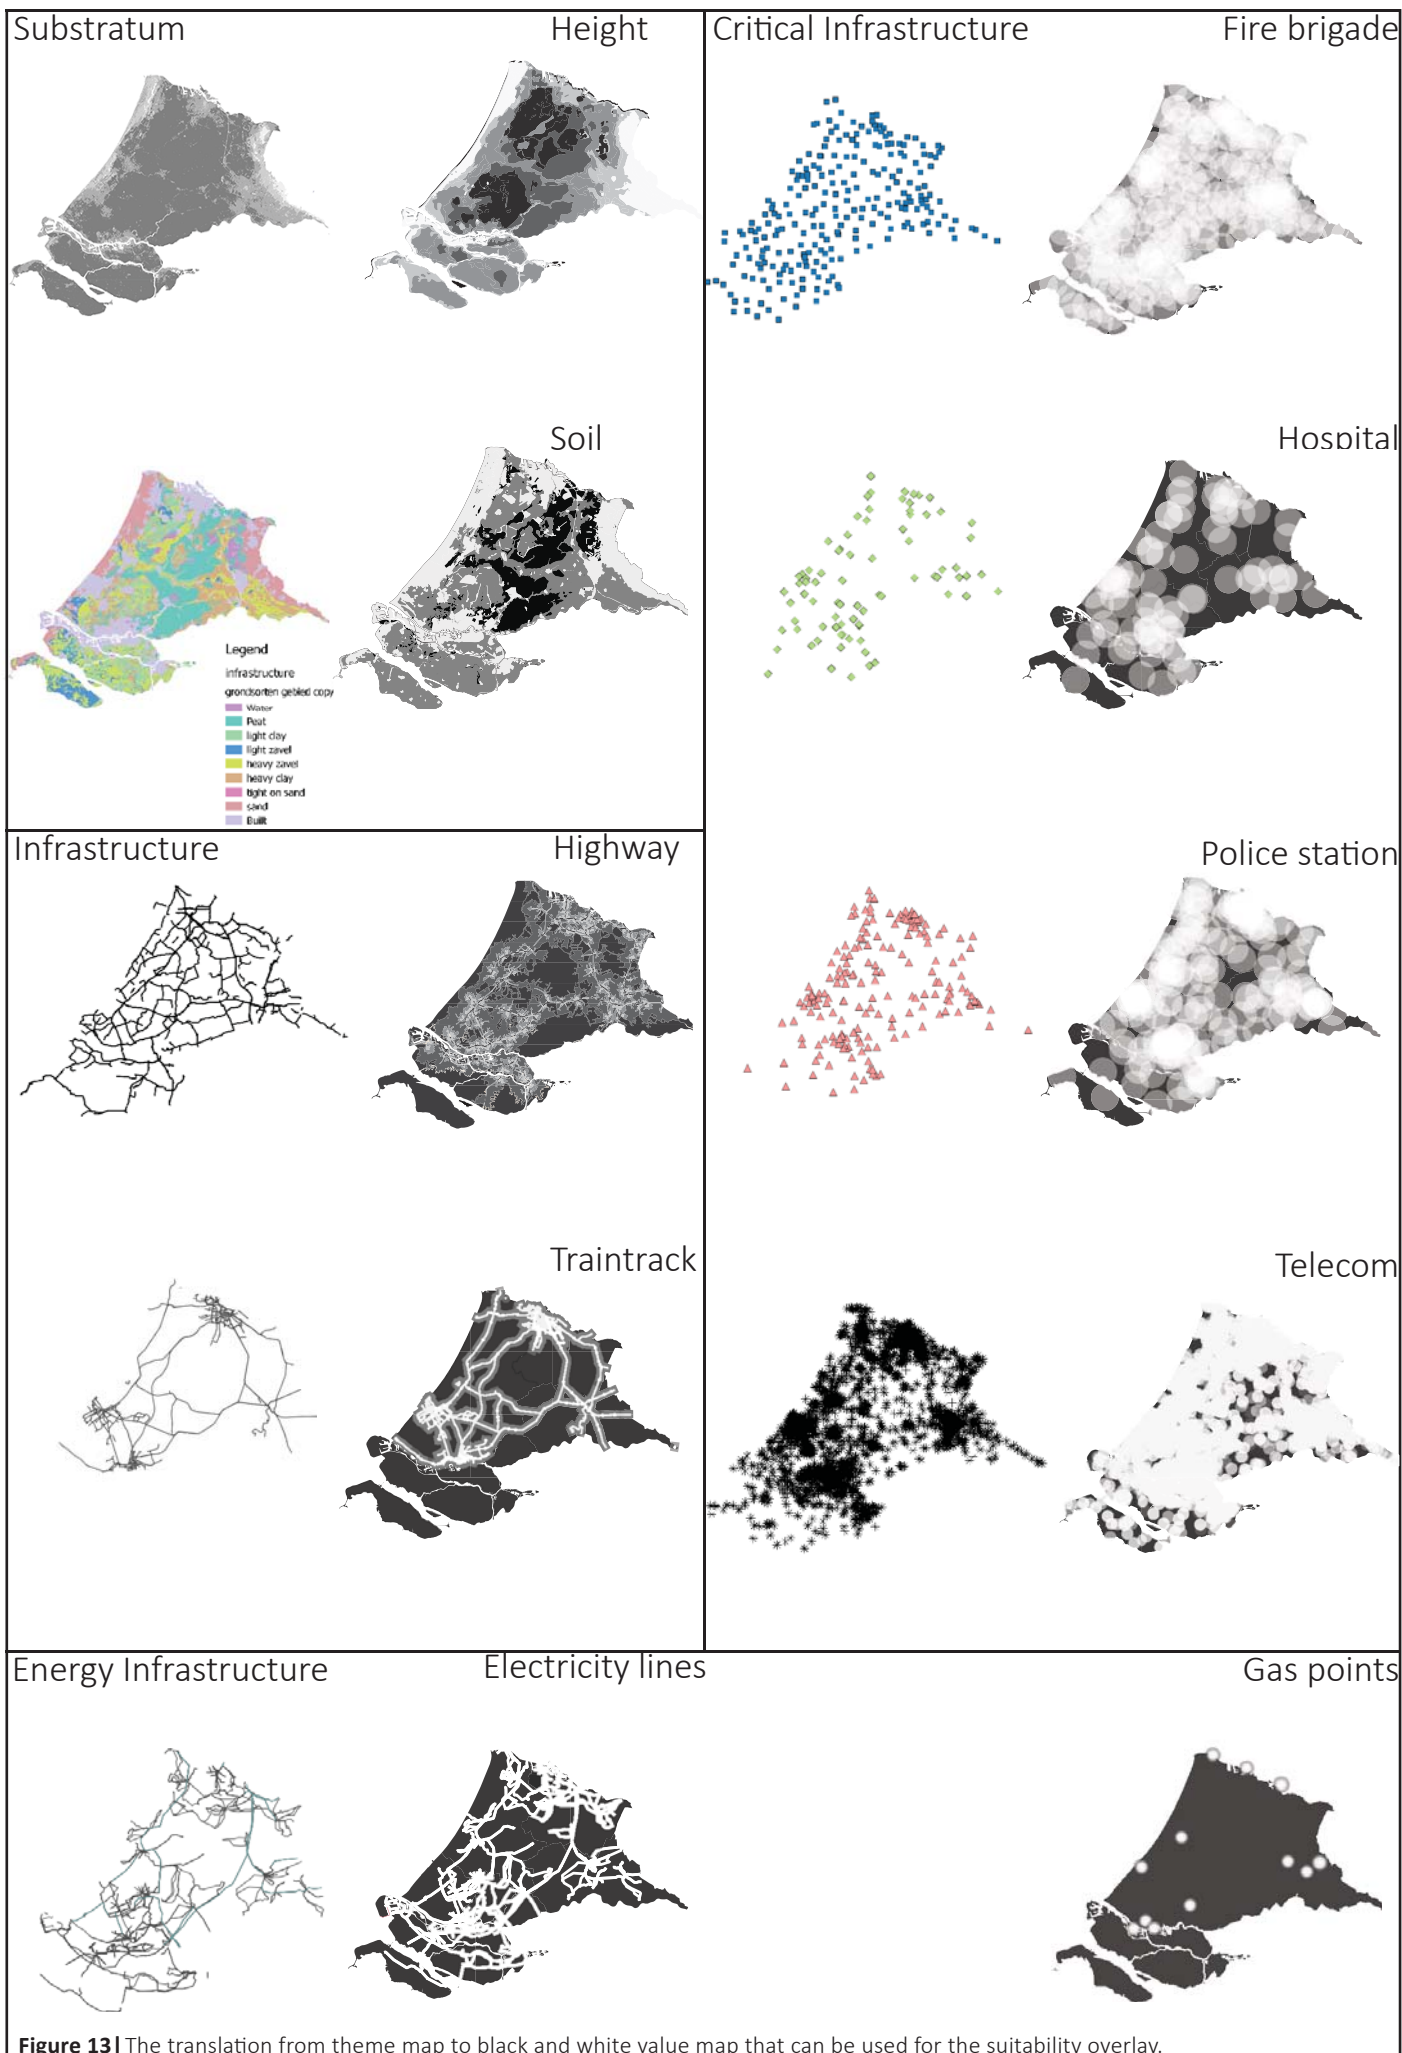 Substratum
Height
Soil
Legend
infrastructure
grondsorten gebied copy
Water
Peat
light clay
light zavel
heavy zavel
heavy clay
light on sand
sand
Built
Critical Infrastructure
Fire brigade
Hospital
Police station
Telecom
Infrastructure
Highway
Traintrack
Energy Infrastructure
Electricity lines
Gas points
Figure 13| The translation from theme map to black and white value map that can be used for the suitability overlay.